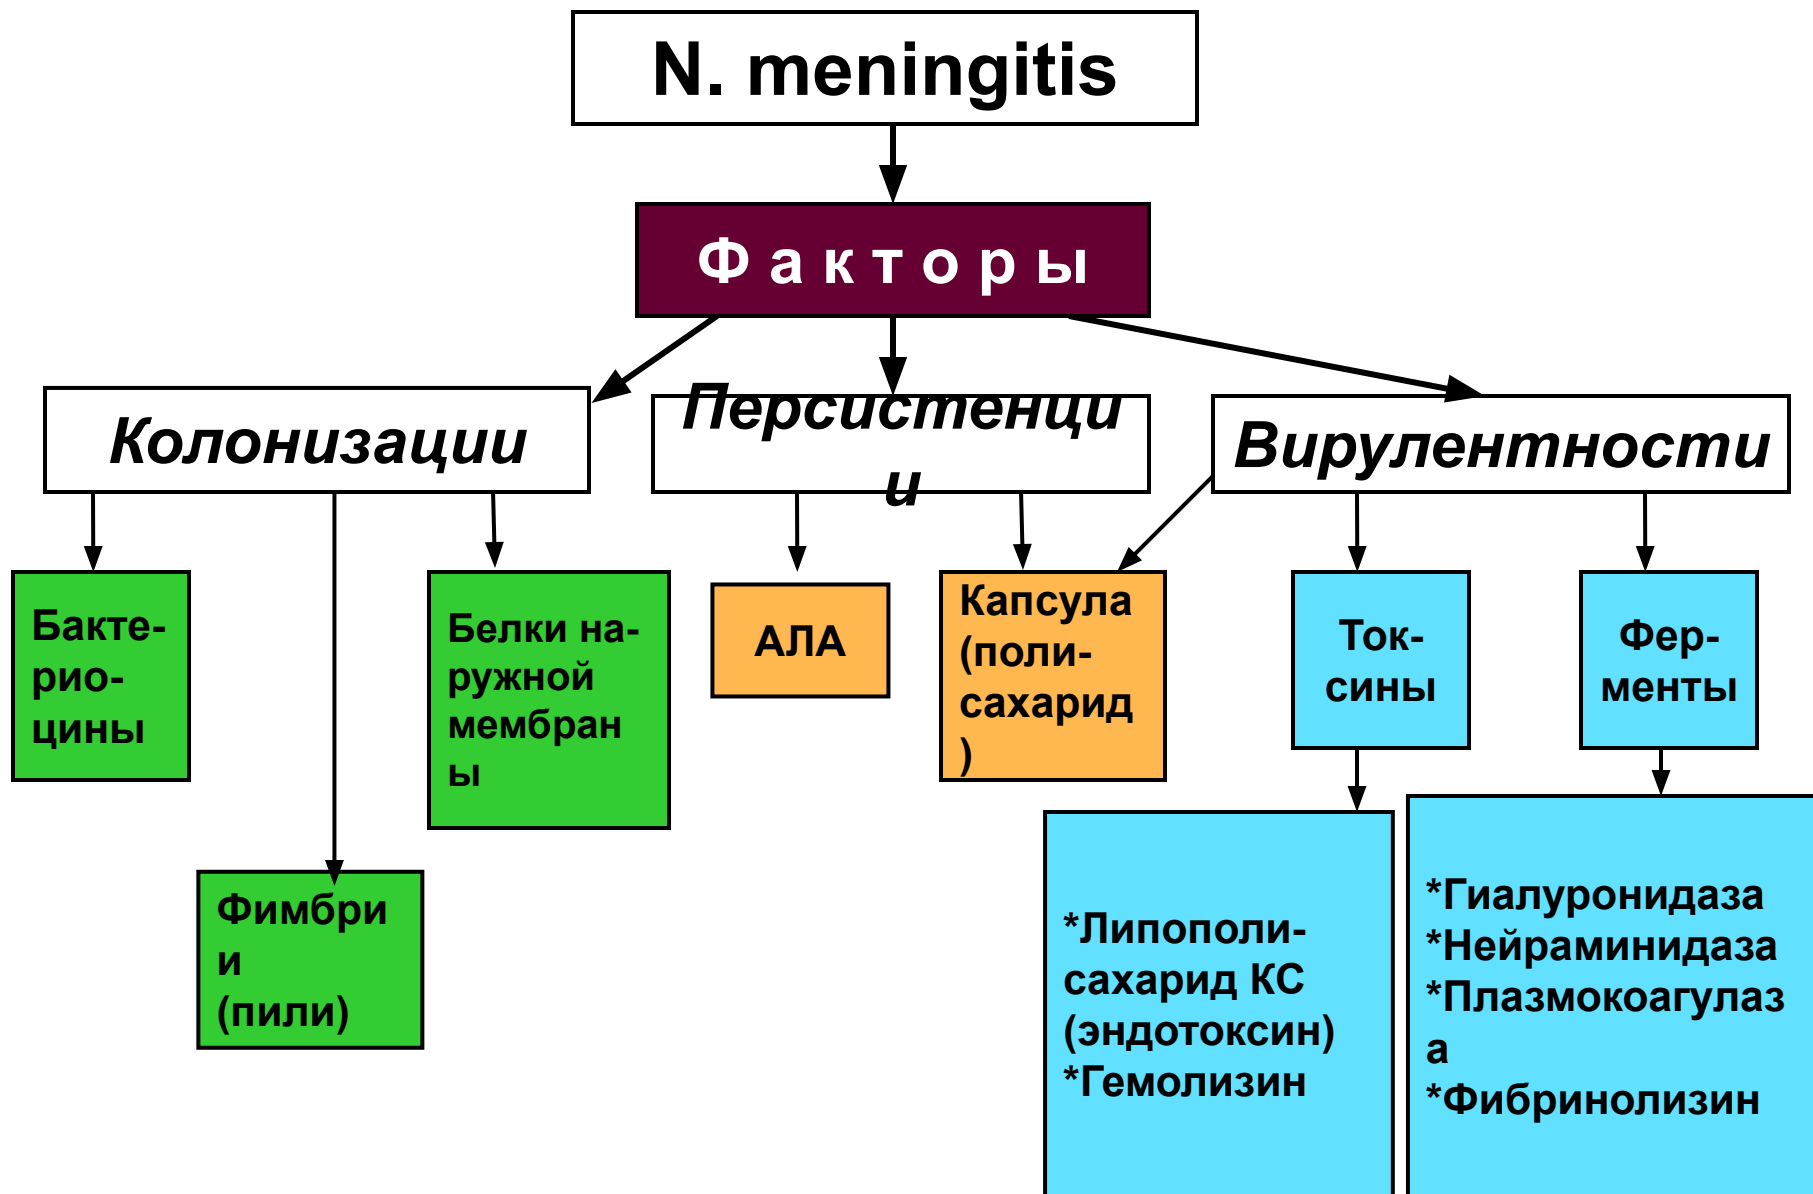 N. meningitis
Ф а к т о р ы
Колонизации
Персистенци
и
Вирулентности
Бакте-
рио-
цины
Белки на-
ружной
мембран
ы
АЛА
Капсула
(поли-
сахарид
)
Ток-
сины
Фер-
менты
Фимбри
и
(пили)
*Липополи-
сахарид КС
(эндотоксин)
*Гемолизин
*Гиалуронидаза
*Нейраминидаза
*Плазмокоагулаз
а
*Фибринолизин